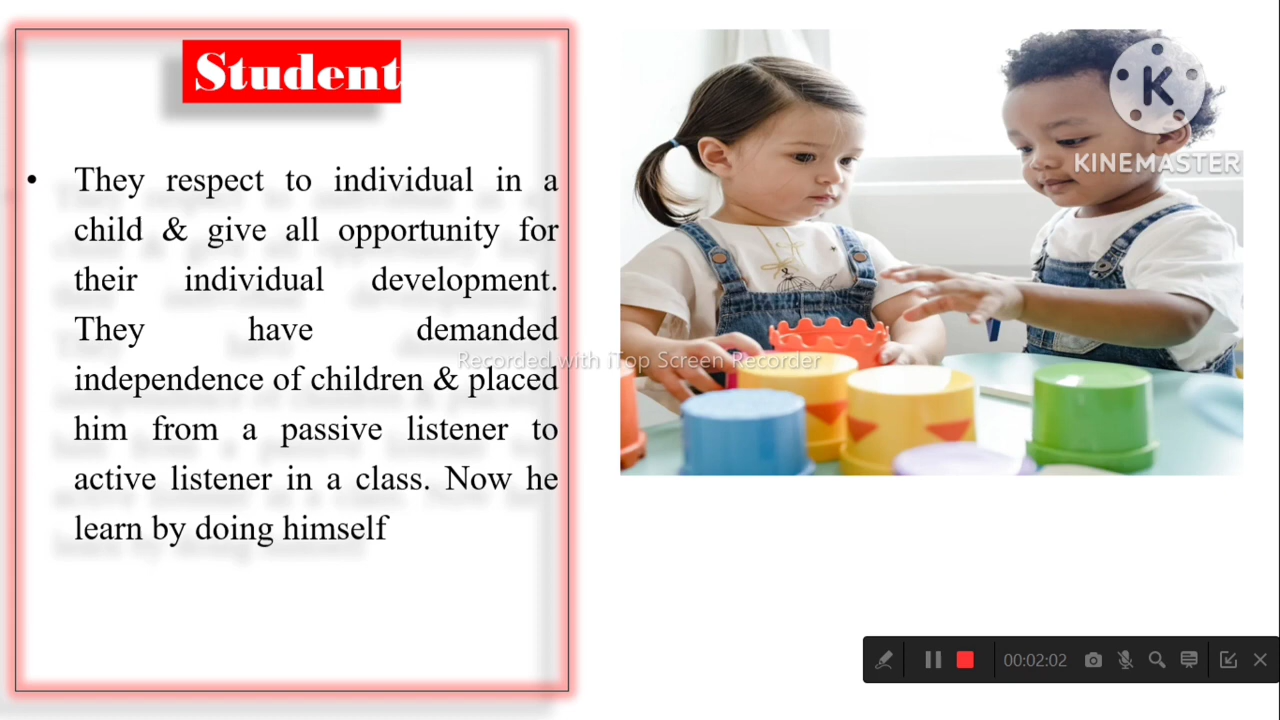 Student
• They respect to individual in a
child & give all opportunity for
their individual development.
They have demanded
independence of children & placed
him from a passive listener to
active listener in a class. Now he
learn by doing himself
K
KINEMASTER
Recorded with iTop Screen Recorder
00:02:02